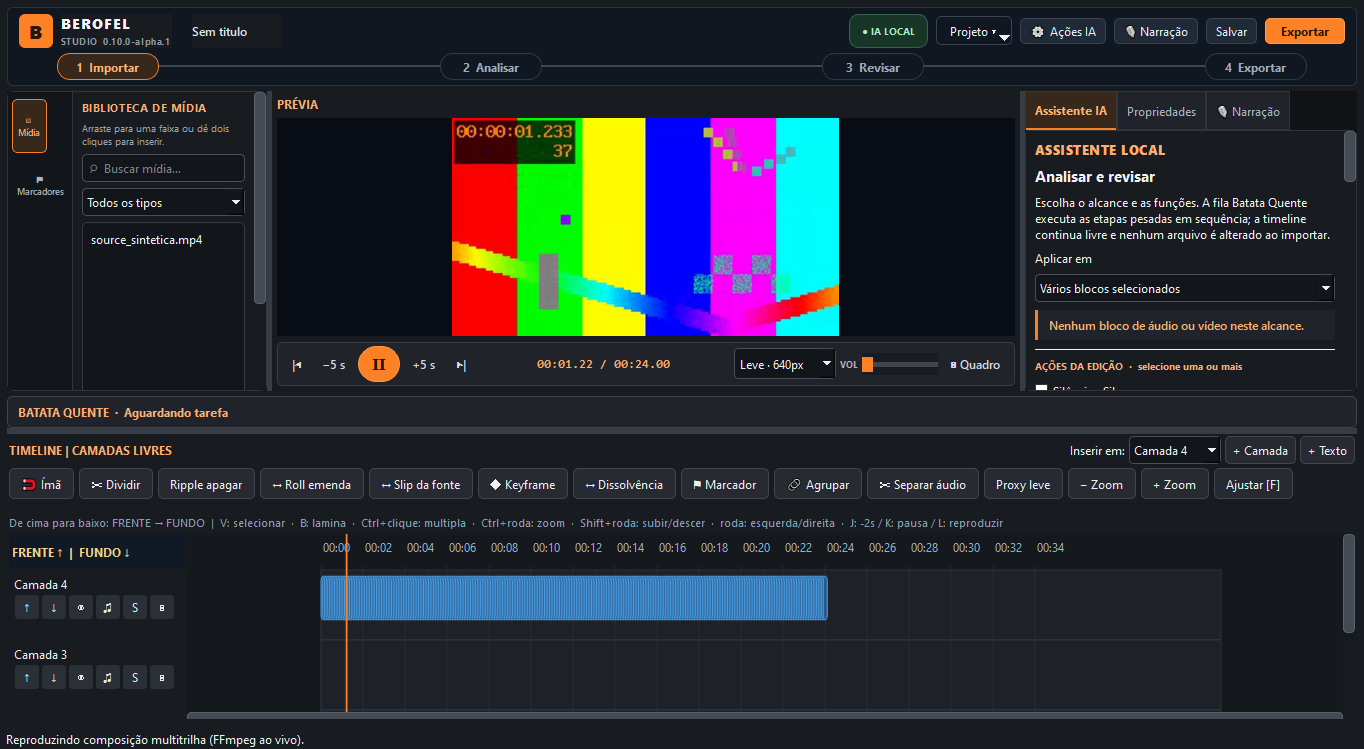 B BEROFEL
STUDIO 0.10.0-alpha.1
Sem título
● IA LOCAL
Projeto
Ações IA
Narração
Salvar
Exportar
1 Importar
2 Analisar
3 Revisar
4 Exportar
Mídia
Marcadores
BIBLIOTECA DE MÍDIA
Arraste para uma faixa ou dê dois
cliques para inserir.
Buscar mídia...
Todos os tipos
source_sintetica.mp4
PRÉVIA
00:00:01.233
37
−5 s
+5 s
00:01.22 / 00:24.00
Leve · 640px
VOL
Quadro
Assistente IA
Propriedades
Narração
ASSISTENTE LOCAL
Analisar e revisar
Escolha o alcance e as funções. A fila Batata Quente
executa as etapas pesadas em sequência; a timeline
continua livre e nenhum arquivo é alterado ao importar.
Aplicar em
Vários blocos selecionados
Nenhum bloco de áudio ou vídeo neste alcance.
AÇÕES DA EDIÇÃO · selecione uma ou mais
BATATA QUENTE · Aguardando tarefa
TIMELINE | CAMADAS LIVRES
Inserir em:
Camada 4
+ Camada
+ Texto
Ímã
Dividir
Ripple apagar
↔ Roll emenda
↔ Slip da fonte
◆ Keyframe
↔ Dissolvência
Marcador
Agrupar
Separar áudio
Proxy leve
− Zoom
+ Zoom
Ajustar [F]
De cima para baixo: FRENTE → FUNDO | V: selecionar · B: lamina · Ctrl+clique: multipla · Ctrl+roda: zoom · Shift+roda: subir/descer · roda: esquerda/direita · J: -2s / K: pausa / L: reproduzir
FRENTE ↑ | FUNDO ↓
00:00 00:02 00:04 00:06 00:08 00:10 00:12 00:14 00:16 00:18 00:20 00:22 00:24 00:26 00:28 00:30 00:32 00:34
Camada 4
↑ ↓ ♫ S
Camada 3
↑ ↓ ♫ S
Reproduzindo composição multitrilha (FFmpeg ao vivo).